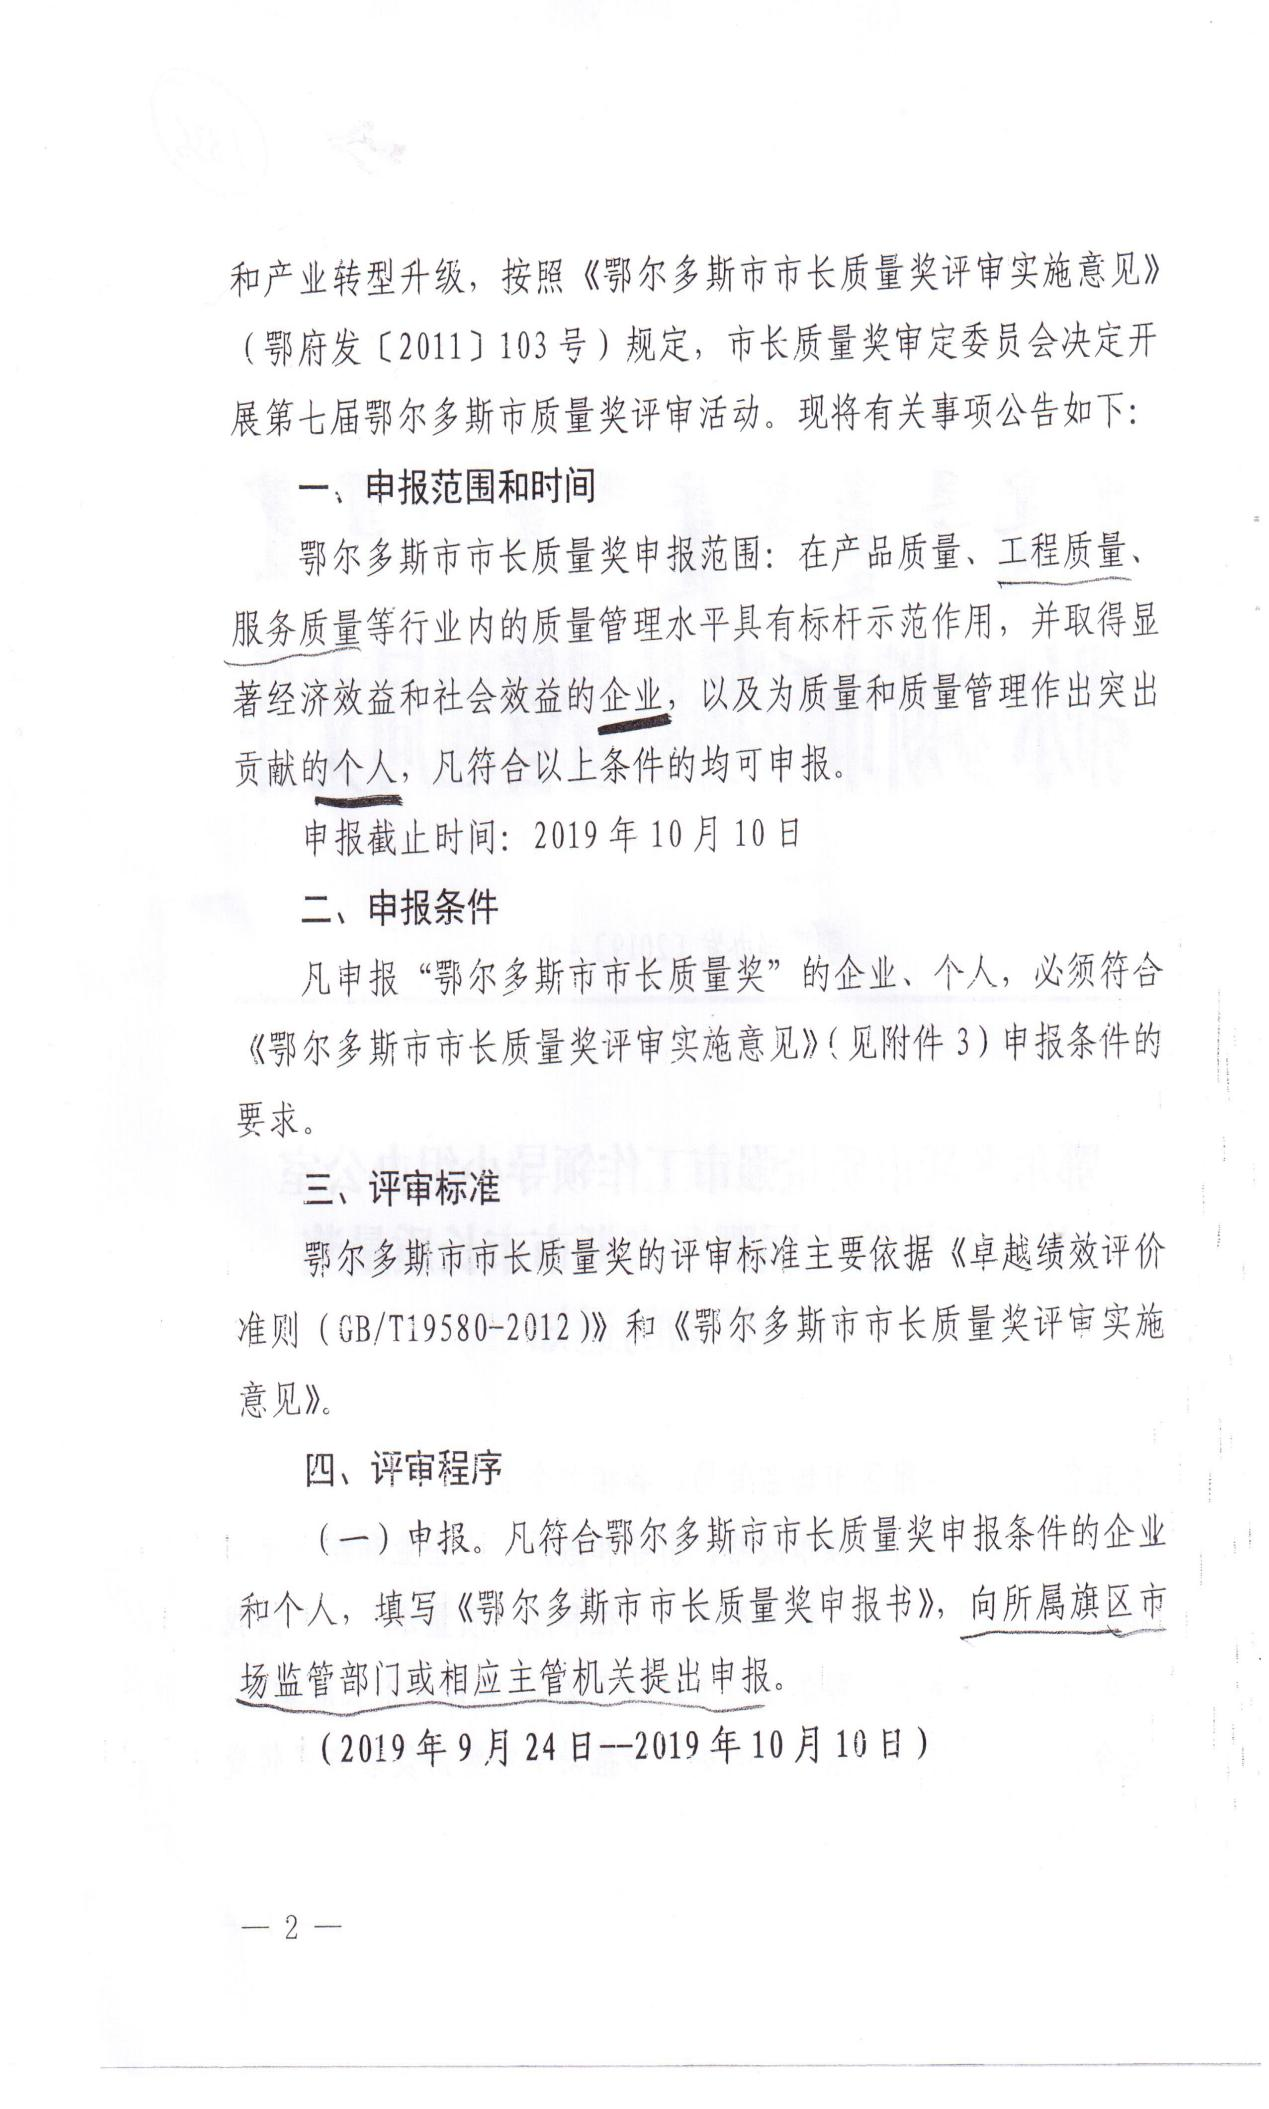 和产业转型升级，按照《鄂尔多斯市市长质量奖评审实施意见》
（鄂府发〔2011〕103号）规定，市长质量奖审定委员会决定开
展第七届鄂尔多斯市质量奖评审活动。现将有关事项公告如下：
一、申报范围和时间
鄂尔多斯市市长质量奖申报范围：在产品质量、工程质量、
服务质量等行业内的质量管理水平具有标杆示范作用，并取得显
著经济效益和社会效益的企业，以及为质量和质量管理作出突出
贡献的个人，凡符合以上条件的均可申报。
申报截止时间：2019年10月10日
二、申报条件
凡申报“鄂尔多斯市市长质量奖”的企业、个人，必须符合
《鄂尔多斯市市长质量奖评审实施意见》（见附件3）申报条件的
要求。
三、评审标准
鄂尔多斯市市长质量奖的评审标准主要依据《卓越绩效评价
准则（GB/T19580-2012)》和《鄂尔多斯市市长质量奖评审实施
意见》。
四、评审程序
（一）申报。凡符合鄂尔多斯市市长质量奖申报条件的企业
和个人，填写《鄂尔多斯市市长质量奖申报书》，向所属旗区市
场监管部门或相应主管机关提出申报。
（2019年9月24日--2019年10月10日）
— 2 —